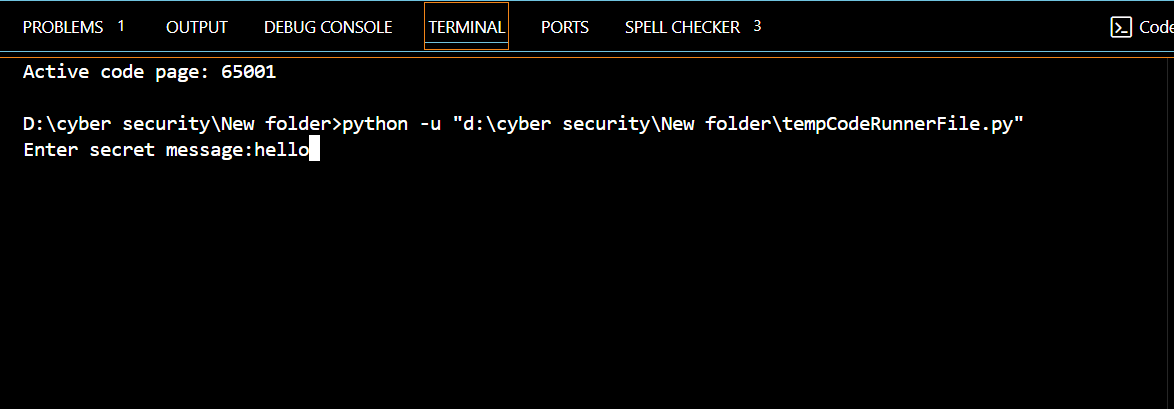 PROBLEMS 1 OUTPUT DEBUG CONSOLE TERMINAL PORTS SPELL CHECKER 3 Code
Active code page: 65001
D:\cyber security\New folder>python -u "d:\cyber security\New folder\tempCodeRunnerFile.py"
Enter secret message:hello